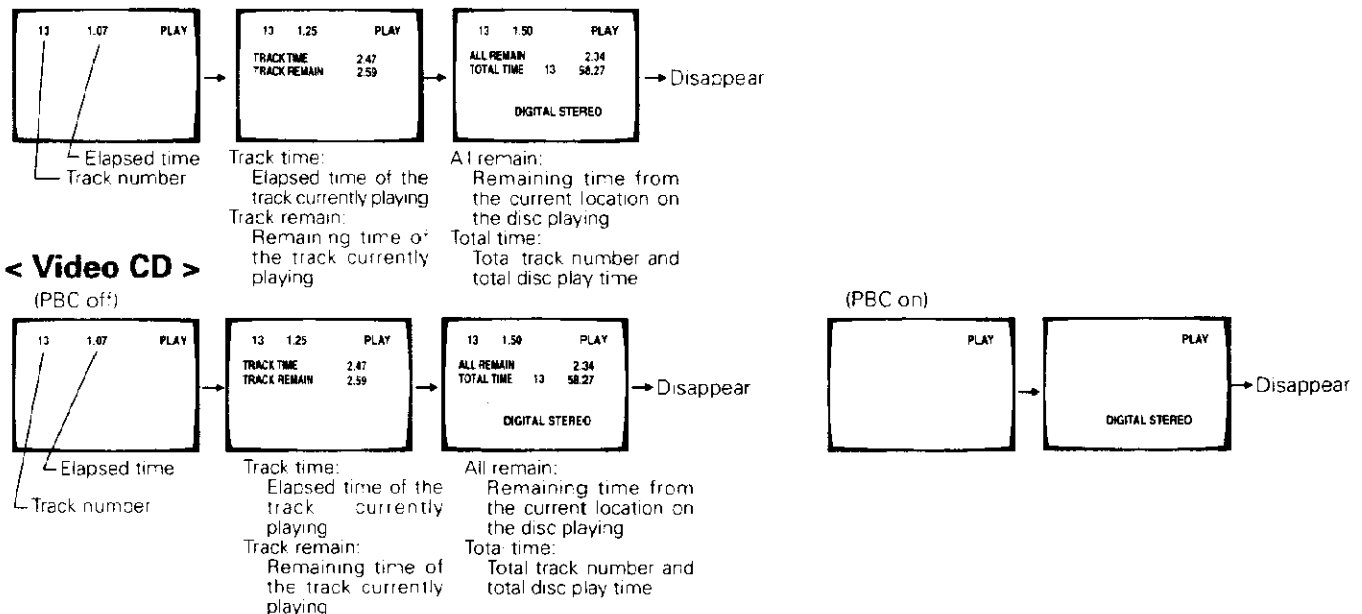 13 1.07 PLAY
13 1.25 PLAY
TRACK TIME 2.47
TRACK REMAIN 2.59
13 1.50 PLAY
ALL REMAIN 2.34
TOTAL TIME 13 58.27
DIGITAL STEREO
Disappear
Elapsed time
Track number
Track time:
Elapsed time of the
track currently playing
Track remain:
Remaining time of
the track currently
playing
All remain:
Remaining time from
the current location on
the disc playing
Total time:
Total track number and
total disc play time
< Video CD >
(PBC off)
13 1.07 PLAY
13 1.25 PLAY
TRACK TIME 2.47
TRACK REMAIN 2.59
13 1.50 PLAY
ALL REMAIN 2.34
TOTAL TIME 13 58.27
DIGITAL STEREO
Disappear
Elapsed time
Track number
Track time:
Elapsed time of the
track currently
playing
Track remain:
Remaining time of
the track currently
playing
All remain:
Remaining time from
the current location on
the disc playing
Total time:
Total track number and
total disc play time
(PBC on)
PLAY
PLAY
DIGITAL STEREO
Disappear